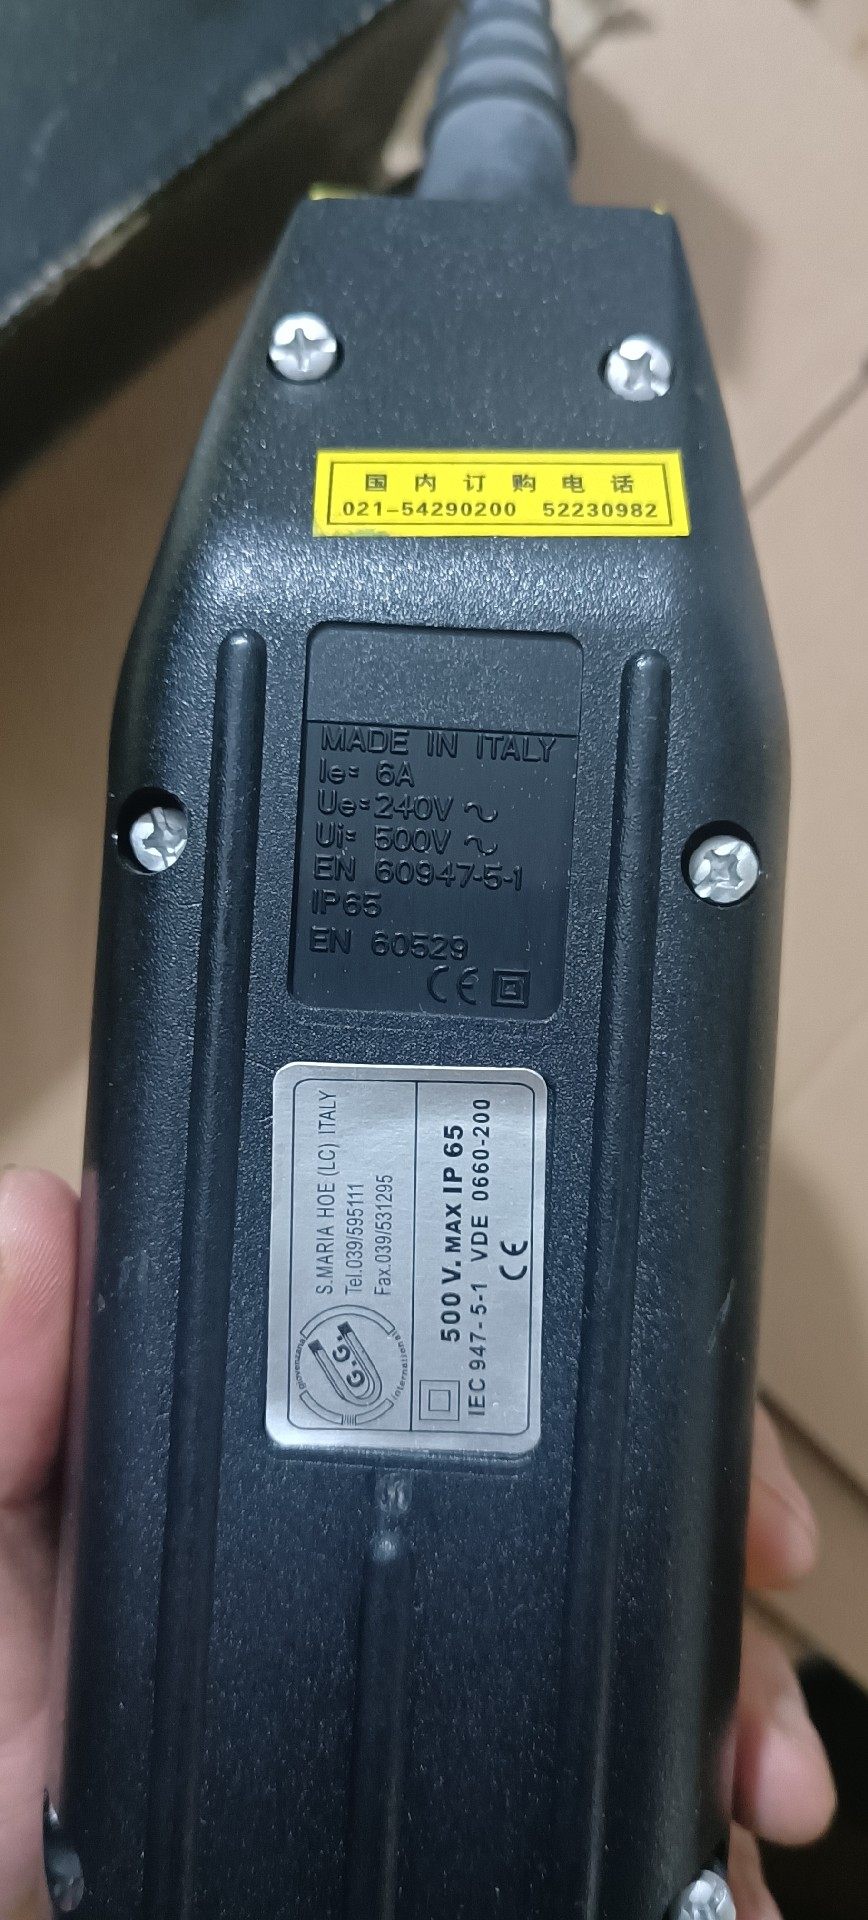 国内订购电话
021-54290200 52230982
MADE IN ITALY
Ie= 6A
Ue=240V ~
Ui= 500V ~
EN 60947-5-1
IP65
EN 60529
CE
S.MARIA HOE (LC) ITALY
Tel.039/595111
Fax.039/531295
giovenzana
G.G.
international
500 V. MAX IP 65
IEC 947-5-1 VDE 0660-200
CE